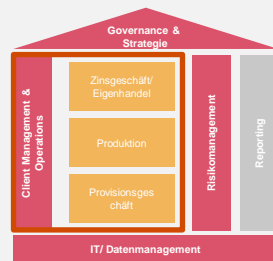 Governance &
Strategie
Client Management &
Operations
Zinsgeschäft/
Eigenhandel
Produktion
Provisionsges
chäft
Risikomanagement
Reporting
IT/ Datenmanagement